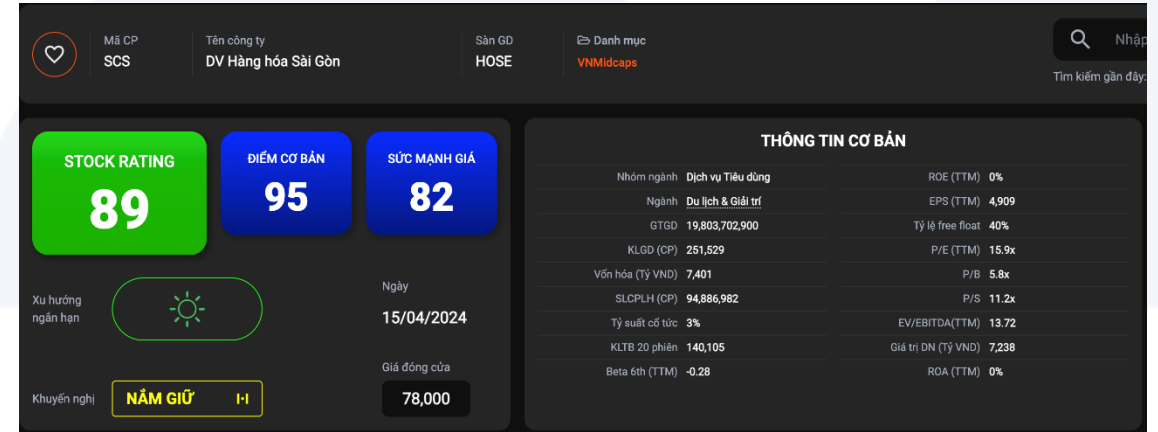 Mã CP
SCS
Tên công ty
DV Hàng hóa Sài Gòn
Sàn GD
HOSE
Danh mục
VNMidcaps
Nhập
Tìm kiếm gần đây:
STOCK RATING
89
ĐIỂM CƠ BẢN
95
SỨC MẠNH GIÁ
82
Xu hướng
ngắn hạn
Ngày
15/04/2024
Giá đóng cửa
78,000
Khuyến nghị
NẮM GIỮ
THÔNG TIN CƠ BẢN
Nhóm ngành Dịch vụ Tiêu dùng
ROE (TTM) 0%
Ngành Du lịch & Giải trí
EPS (TTM) 4,909
GTGD 19,803,702,900
Tỷ lệ free float 40%
KLGD (CP) 251,529
P/E (TTM) 15.9x
Vốn hóa (Tỷ VND) 7,401
P/B 5.8x
SLCPLH (CP) 94,886,982
P/S 11.2x
Tỷ suất cổ tức 3%
EV/EBITDA(TTM) 13.72
KLTB 20 phiên 140,105
Giá trị DN (Tỷ VND) 7,238
Beta 6th (TTM) -0.28
ROA (TTM) 0%